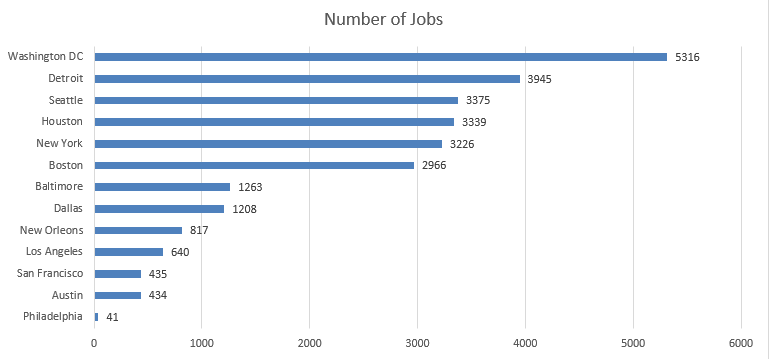 Number of Jobs
Washington DC 5316
Detroit 3945
Seattle 3375
Houston 3339
New York 3226
Boston 2966
Baltimore 1263
Dallas 1208
New Orleons 817
Los Angeles 640
San Francisco 435
Austin 434
Philadelphia 41
0 1000 2000 3000 4000 5000 6000